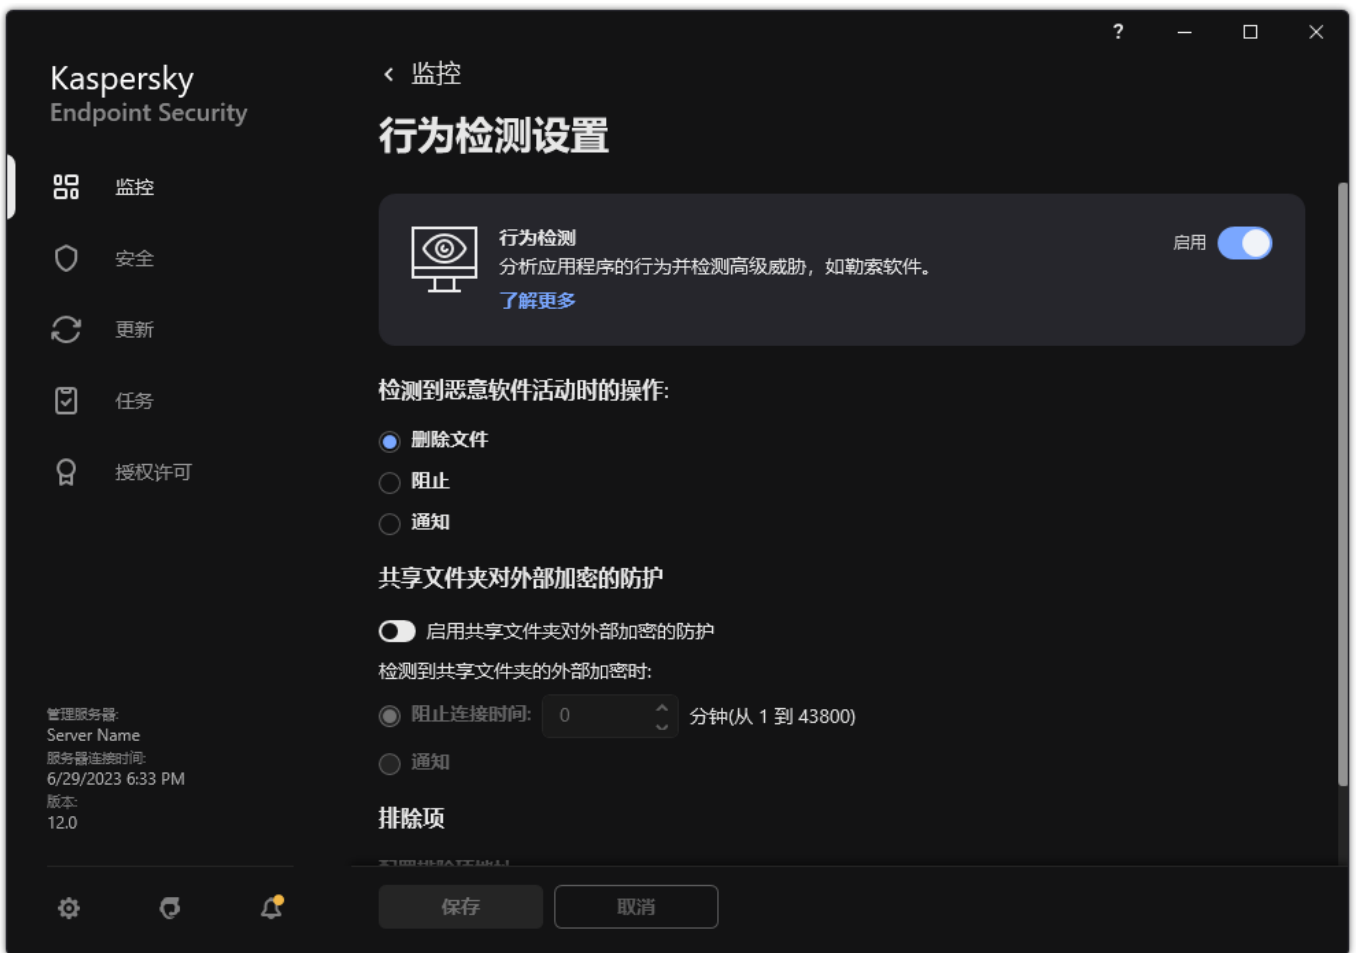 ?
Kaspersky
Endpoint Security
监控
安全
更新
任务
授权许可
管理服务器:
Server Name
服务器连接时间:
6/29/2023 6:33 PM
版本:
12.0
监控
行为检测设置
行为检测
分析应用程序的行为并检测高级威胁，如勒索软件。
了解更多
启用
检测到恶意软件活动时的操作:
删除文件
阻止
通知
共享文件夹对外部加密的防护
启用共享文件夹对外部加密的防护
检测到共享文件夹的外部加密时:
阻止连接时间: 0 分钟(从 1 到 43800)
通知
排除项
配置排除项地址
保存 取消